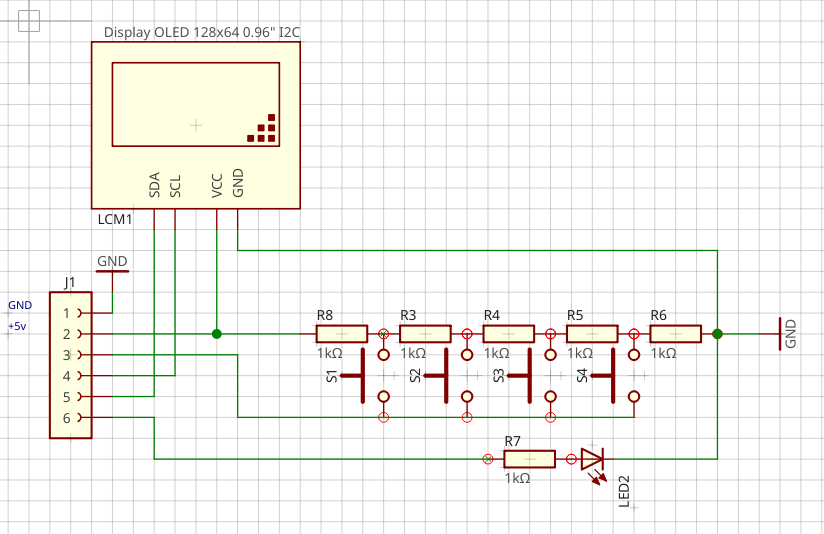 Display OLED 128x64 0.96" I2C
SDA
SCL
VCC
GND
LCM1
GND
J1
GND
+5v
1
2
3
4
5
6
R8
1kΩ
R3
1kΩ
R4
1kΩ
R5
1kΩ
R6
1kΩ
GND
S1
S2
S3
S4
R7
1kΩ
LED2